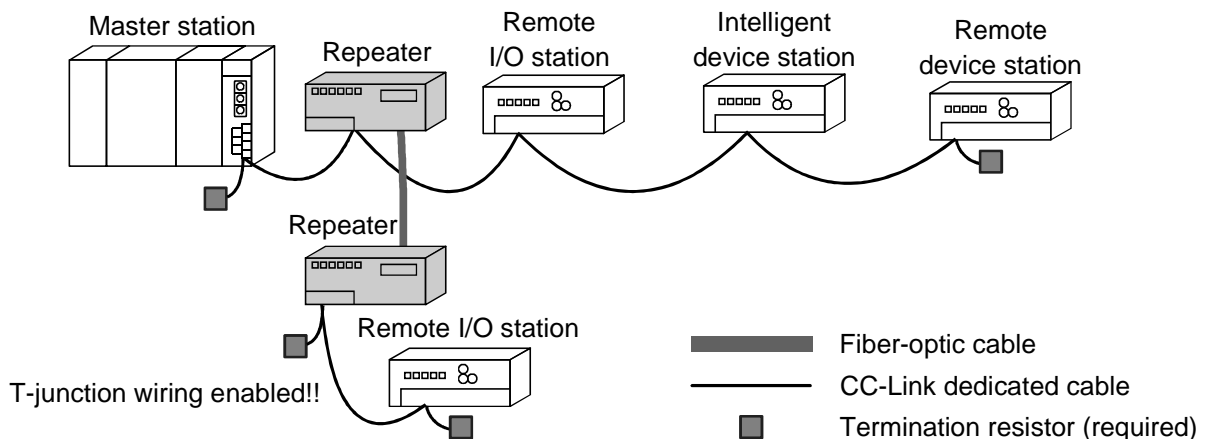 Master station
Repeater
Remote
I/O station
Intelligent
device station
Remote
device station
Repeater
Remote I/O station
T-junction wiring enabled!!
Fiber-optic cable
CC-Link dedicated cable
Termination resistor (required)